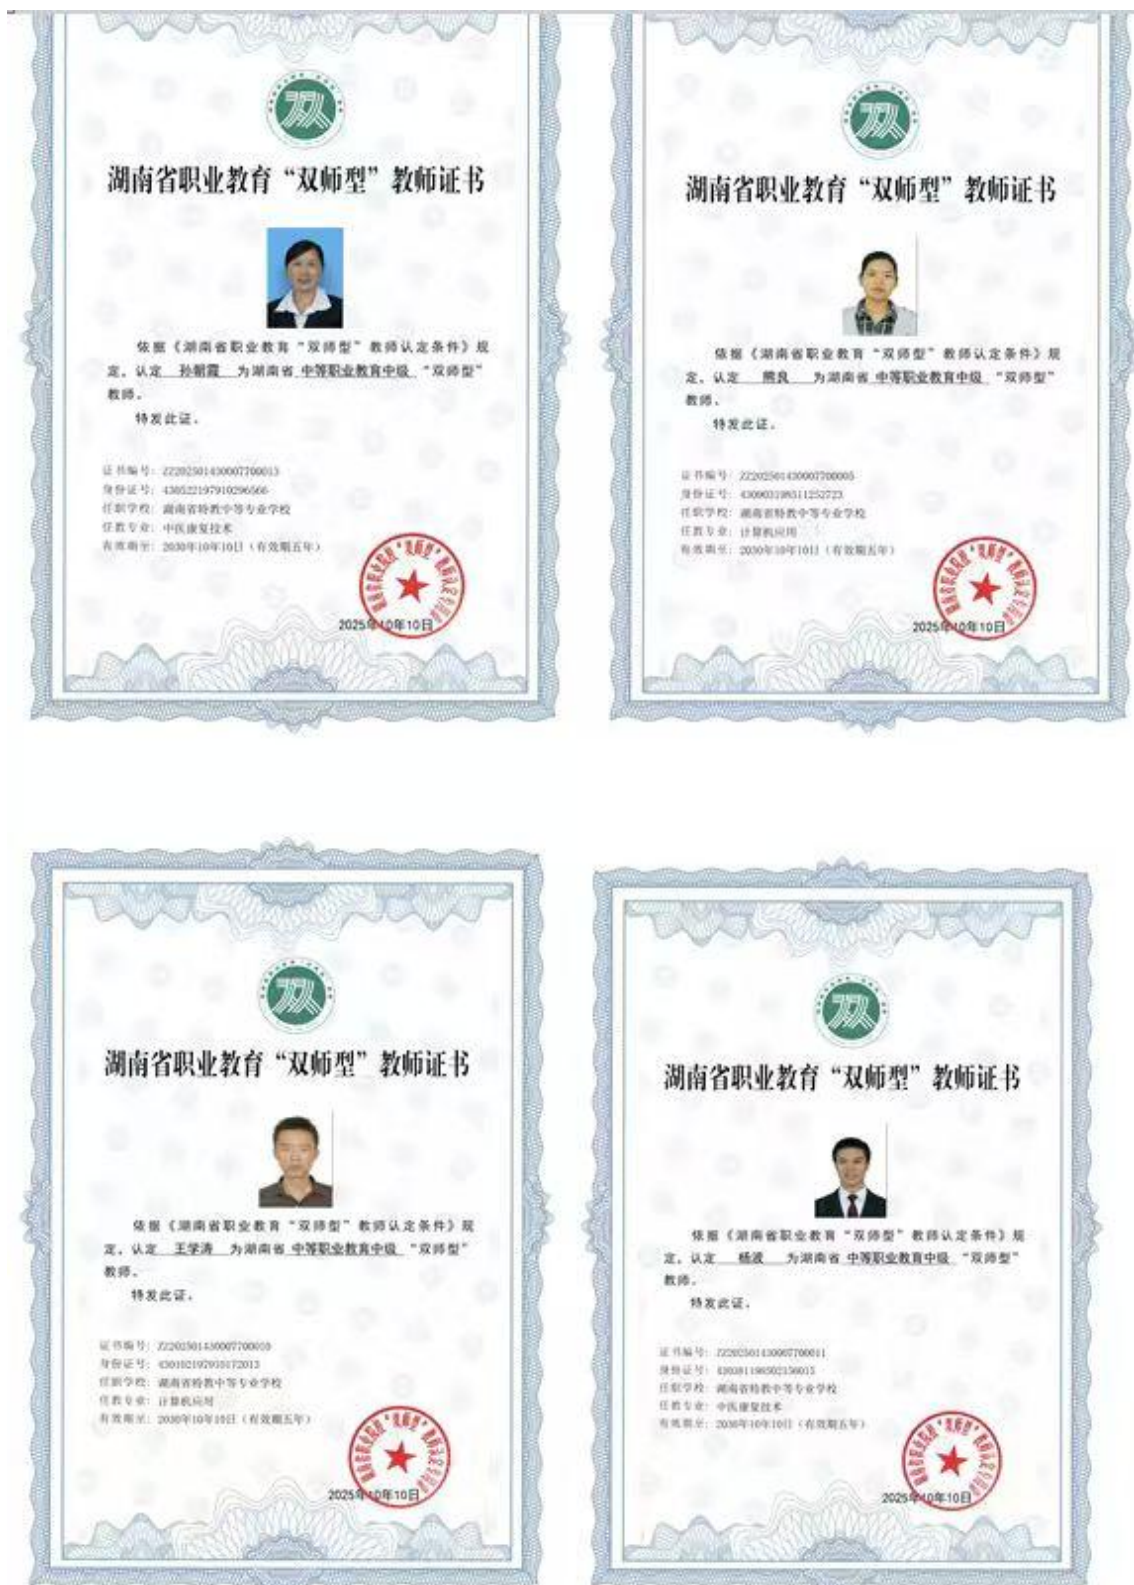 湖南省职业教育“双师型”教师证书
依据《湖南省职业教育“双师型”教师认定条件》规
定，认定 孙朝霞 为湖南省 中等职业教育中级 “双师型”
教师。
特发此证。
证书编号：ZZ202501430007700013
身份证号：430522197910296566
任职学校：湖南省特教中等专业学校
任教专业：中医康复技术
有效期至：2030年10年10日（有效期五年）
2025年10年10日
湖南省职业教育“双师型”教师证书
依据《湖南省职业教育“双师型”教师认定条件》规
定，认定 熊良 为湖南省 中等职业教育中级 “双师型”
教师。
特发此证。
证书编号：ZZ202501430007700005
身份证号：430903198311252723
任职学校：湖南省特教中等专业学校
任教专业：计算机应用
有效期至：2030年10年10日（有效期五年）
2025年10年10日
湖南省职业教育“双师型”教师证书
依据《湖南省职业教育“双师型”教师认定条件》规
定，认定 王学涛 为湖南省 中等职业教育中级 “双师型”
教师。
特发此证。
证书编号：
身份证号：
任职学校：湖南省特教中等专业学校
任教专业：计算机应用
有效期至：2030年10年10日（有效期五年）
2025年10年10日
湖南省职业教育“双师型”教师证书
依据《湖南省职业教育“双师型”教师认定条件》规
定，认定 杨波 为湖南省 中等职业教育中级 “双师型”
教师。
特发此证。
证书编号：ZZ202501430007700011
身份证号：
任职学校：湖南省特教中等专业学校
任教专业：中医康复技术
有效期至：2030年10年10日（有效期五年）
2025年10年10日